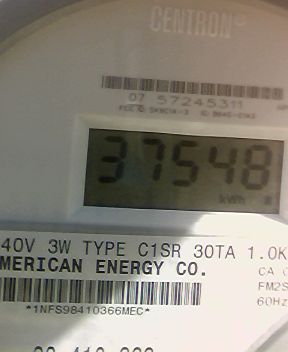 CENTRON®
07 57245311
37548
kWh
40V 3W TYPE C1SR 30TA 1.0K
MERICAN ENERGY CO.
CA
FM2S
60Hz
*1NFS98410366MEC*